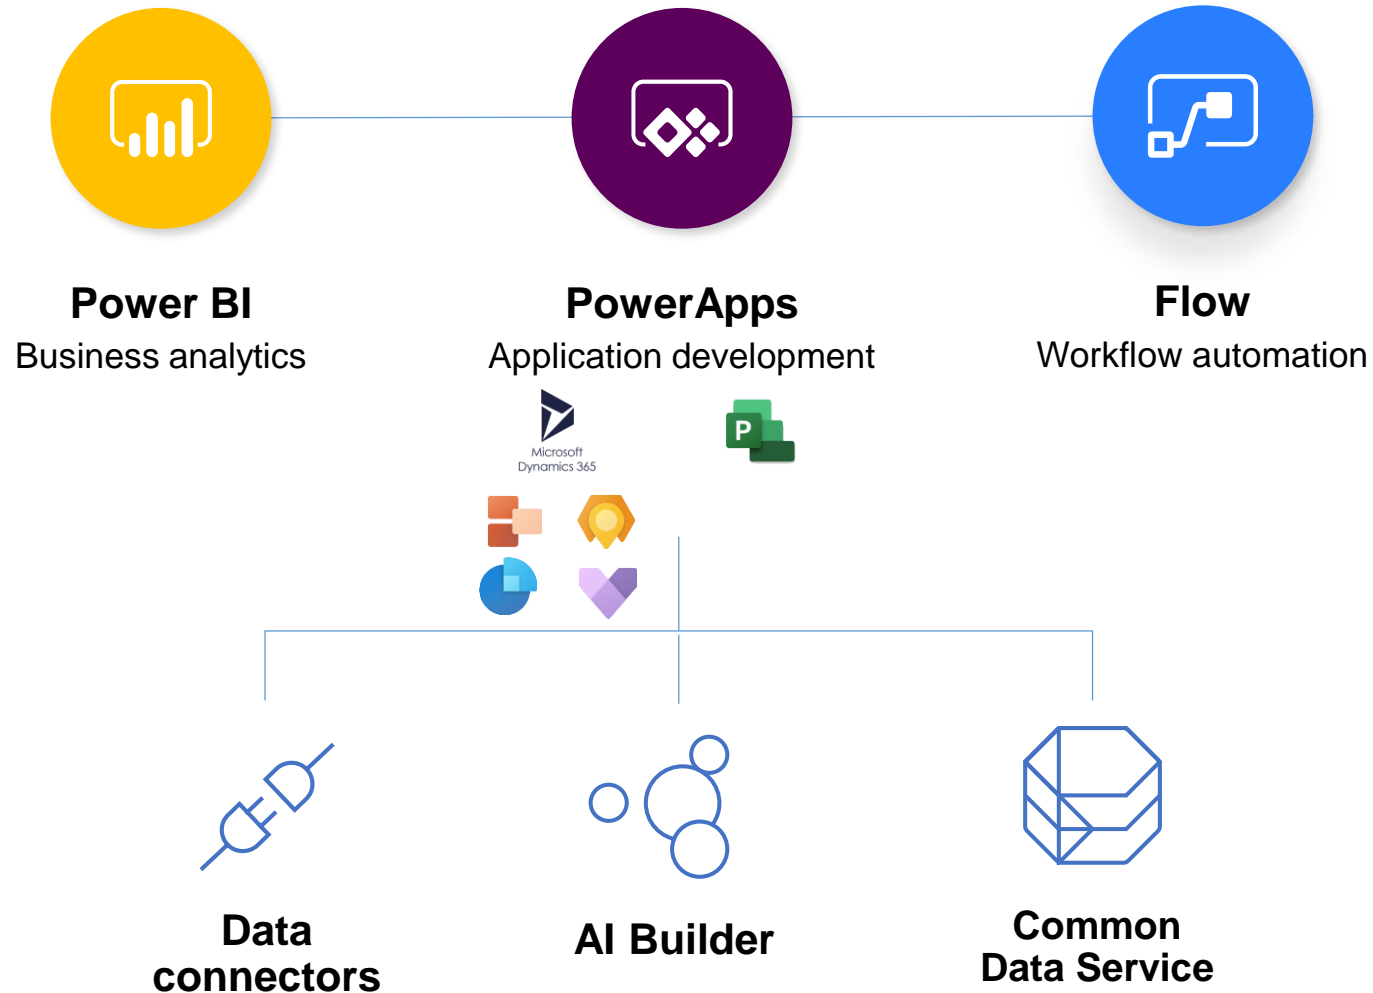 Power BI
Business analytics
PowerApps
Application development
Flow
Workflow automation
Microsoft
Dynamics 365
P
Data
connectors
AI Builder
Common
Data Service